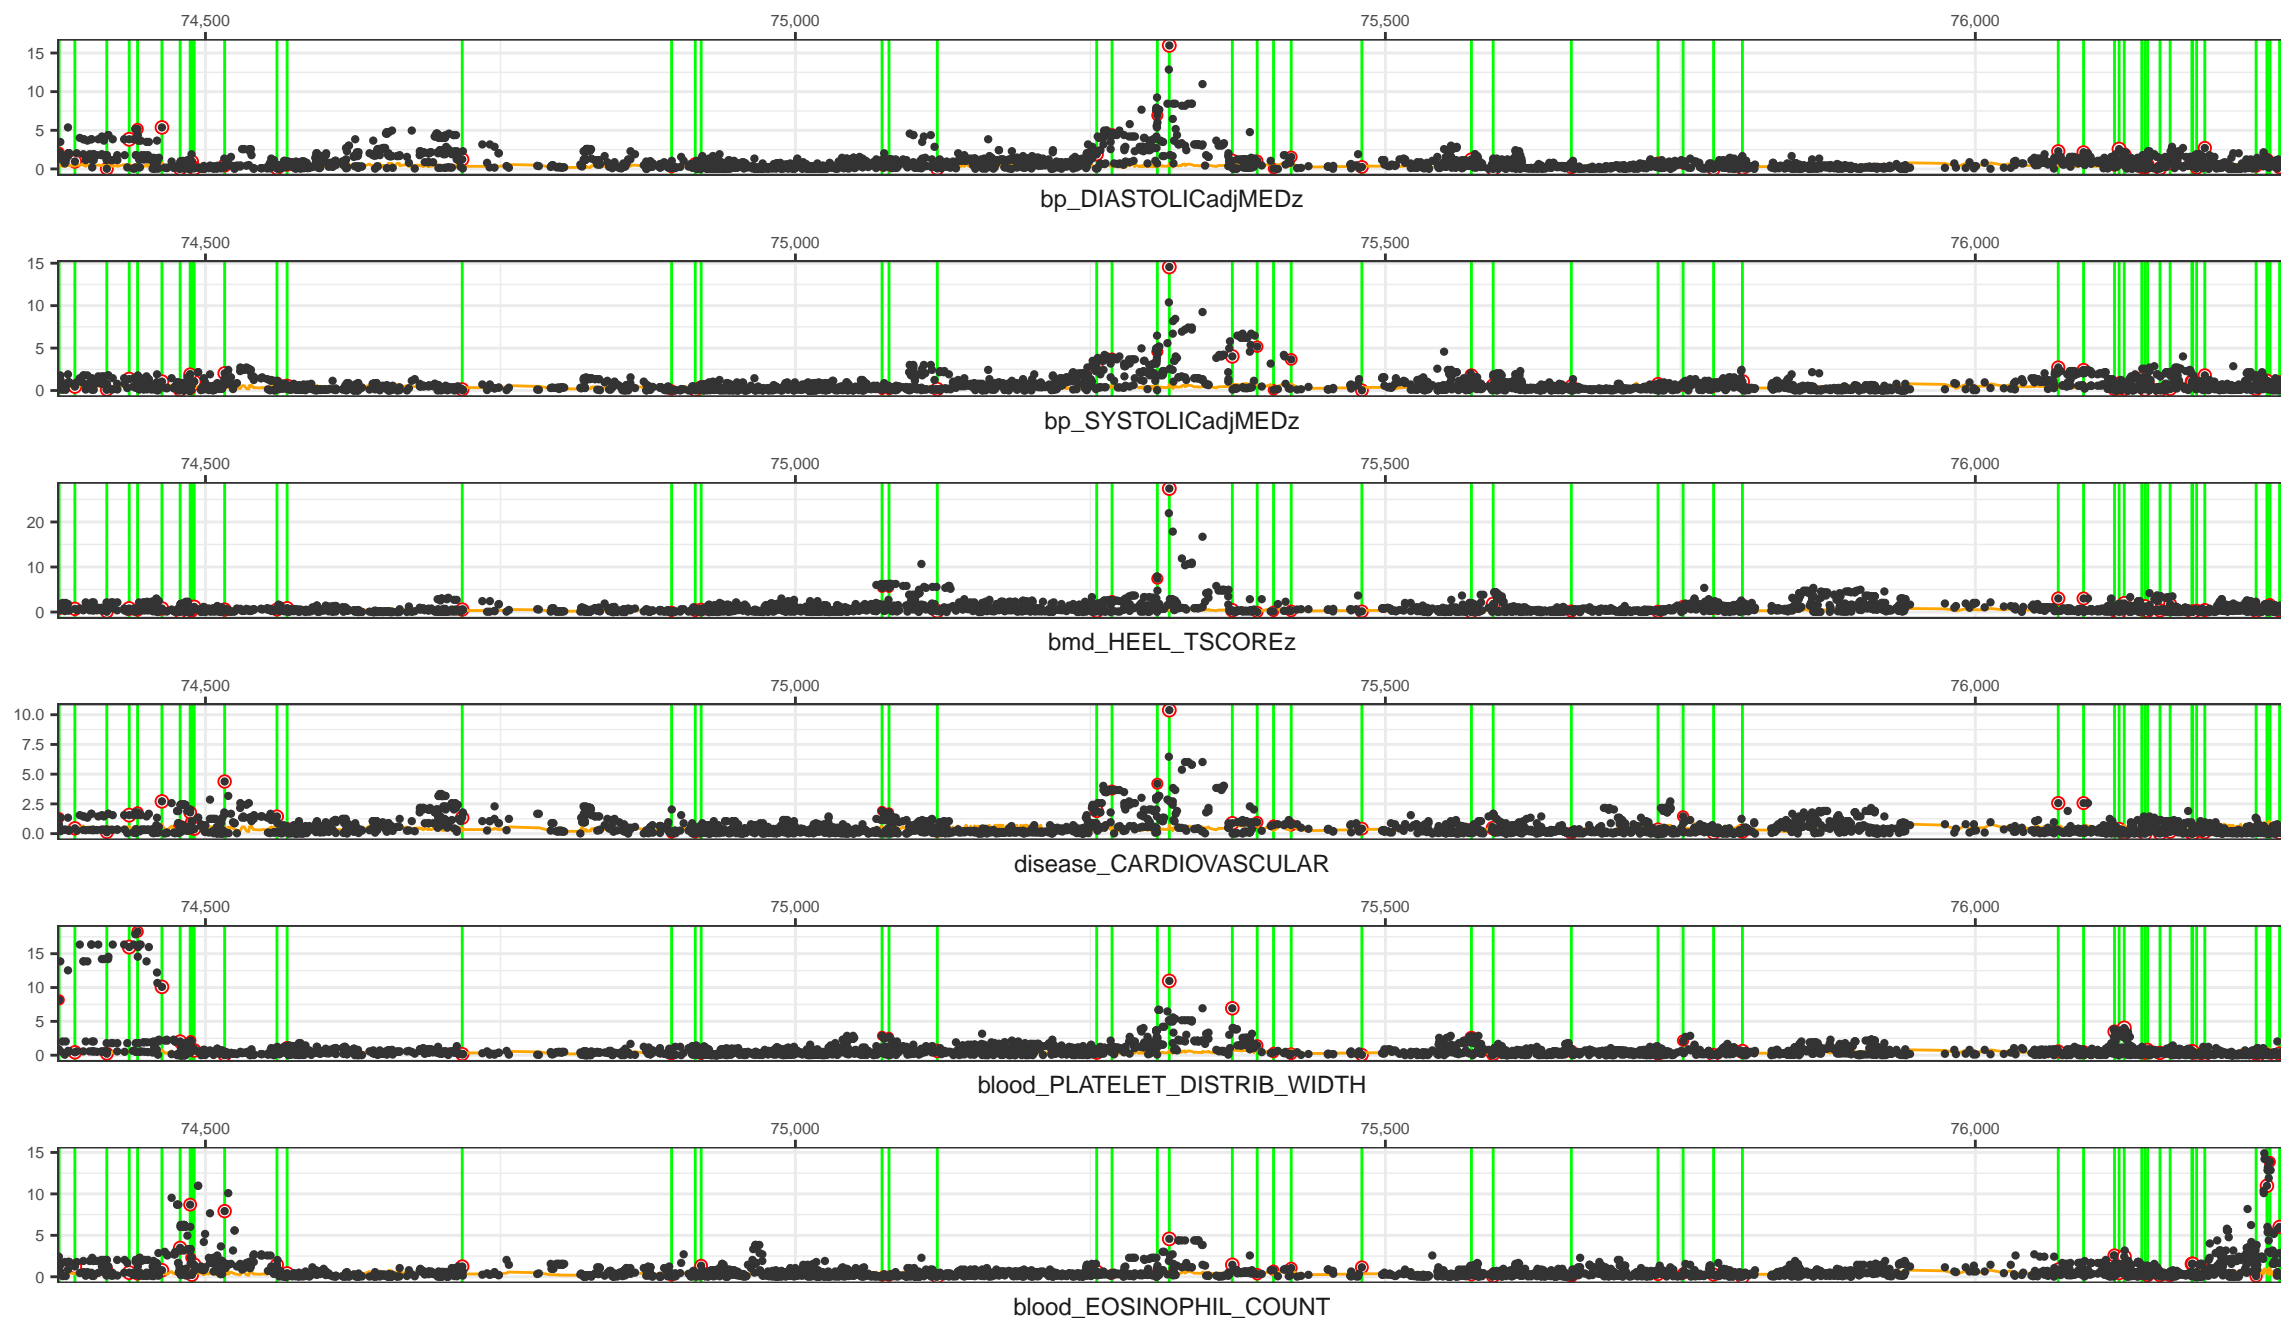 74,500 75,000 75,500 76,000
15
10
5
0
bp_DIASTOLICadjMEDz
74,500 75,000 75,500 76,000
15
10
5
0
bp_SYSTOLICadjMEDz
74,500 75,000 75,500 76,000
20
10
0
bmd_HEEL_TSCOREz
74,500 75,000 75,500 76,000
10.0
7.5
5.0
2.5
0.0
disease_CARDIOVASCULAR
74,500 75,000 75,500 76,000
15
10
5
0
blood_PLATELET_DISTRIB_WIDTH
74,500 75,000 75,500 76,000
15
10
5
0
blood_EOSINOPHIL_COUNT